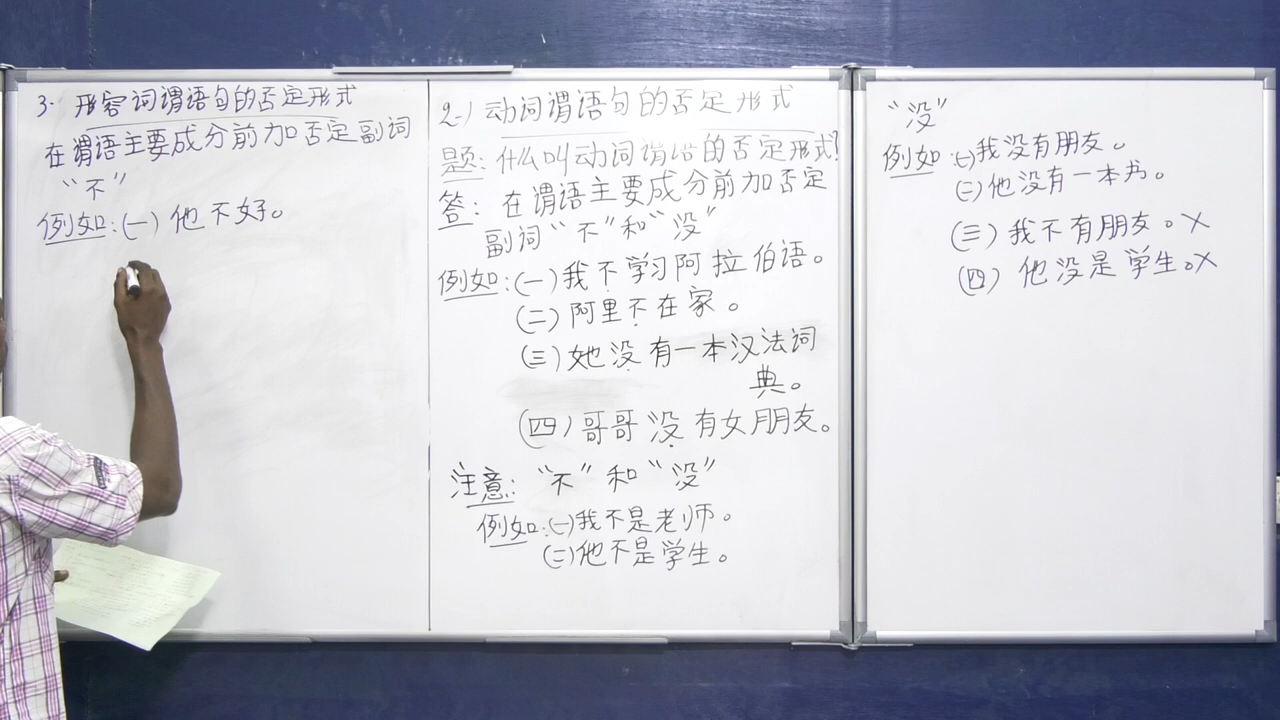 3. 形容词谓语句的否定形式
在谓语主要成分前加否定副词
“不”
例如:(一)他不好。
2-1 动词谓语句的否定形式
题: 什么叫动词谓语的否定形式?
答: 在谓语主要成分前加否定
副词“不”和“没”
例如:(一)我不学习阿拉伯语。
(二)阿里不在家。
(三)她没有一本汉法词
典。
(四)哥哥没有女朋友。
注意: “不”和“没”
例如:(一)我不是老师。
(二)他不是学生。
“没”
例如:(一)我没有朋友。
(二)他没有一本书。
(三)我不有朋友。X
(四)他没是学生。X